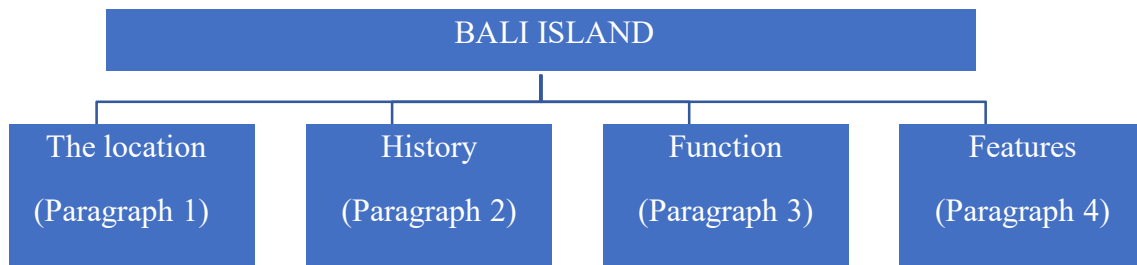 BALI ISLAND
The location
(Paragraph 1)
History
(Paragraph 2)
Function
(Paragraph 3)
Features
(Paragraph 4)